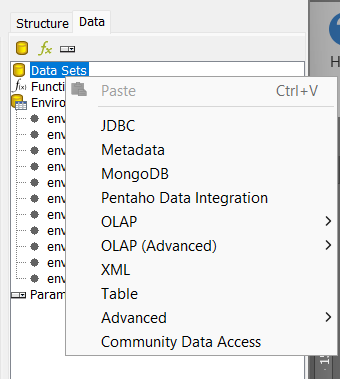 Structure Data
Data Sets
Functi
Enviro
Paste Ctrl+V
JDBC
Metadata
MongoDB
Pentaho Data Integration
OLAP
OLAP (Advanced)
XML
Table
Advanced
Community Data Access
env
env
env
env
env
env
env
env
env
env
env
Param
H